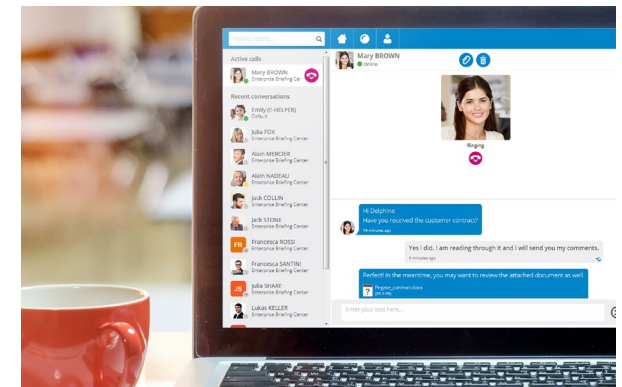 People, rooms...
Active calls
Mary BROWN
Enterprise Briefing Cer
Recent conversations
Emily (E-HELPER)
Default
Julia FOX
Enterprise Briefing Center
Alain MERCIER
Enterprise Briefing Center
Alain NADEAU
Enterprise Briefing Center
Jack COLLIN
Enterprise Briefing Center
Jack STONE
Enterprise Briefing Center
FR
Francesca ROSSI
Enterprise Briefing Center
Francesca SANTINI
Enterprise Briefing Center
JS
Julia SHARE
Enterprise Briefing Center
Lukas KELLER
Enterprise Briefing Center
Mary BROWN
Online
Ringing
Hi Delphine
Have you received the customer contract?
Yes I did. I am reading through it and I will send you my comments.
3 minutes ago
Perfect! In the meantime, you may want to review the attached document as well
?
Enter your text here...